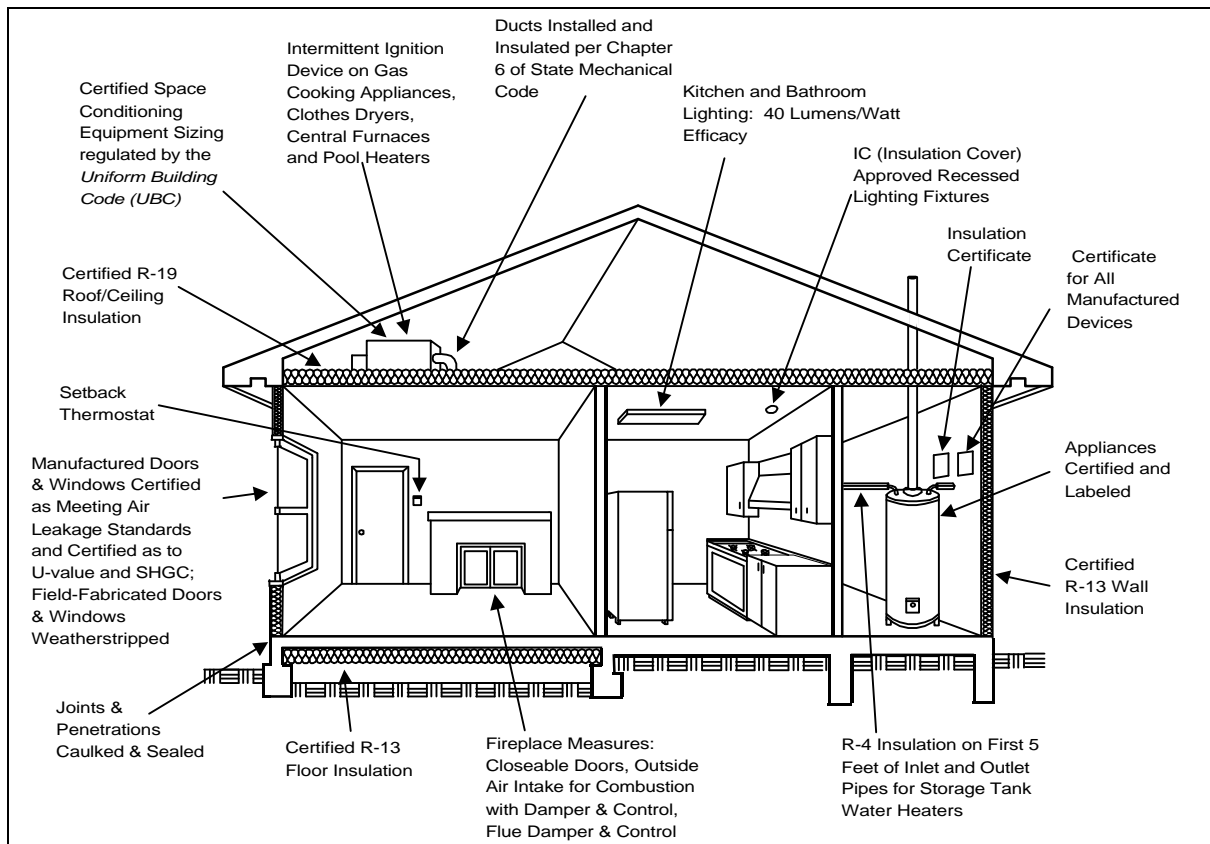 Ducts Installed and
Insulated per Chapter
6 of State Mechanical
Code
Intermittent Ignition
Device on Gas
Cooking Appliances,
Clothes Dryers,
Central Furnaces
and Pool Heaters
Certified Space
Conditioning
Equipment Sizing
regulated by the
Uniform Building
Code (UBC)
Kitchen and Bathroom
Lighting: 40 Lumens/Watt
Efficacy
IC (Insulation Cover)
Approved Recessed
Lighting Fixtures
Insulation
Certificate
Certificate
for All
Manufactured
Devices
Certified R-19
Roof/Ceiling
Insulation
Setback
Thermostat
Manufactured Doors
& Windows Certified
as Meeting Air
Leakage Standards
and Certified as to
U-value and SHGC;
Field-Fabricated Doors
& Windows
Weatherstripped
Appliances
Certified and
Labeled
Certified
R-13 Wall
Insulation
Joints &
Penetrations
Caulked & Sealed
Certified R-13
Floor Insulation
Fireplace Measures:
Closeable Doors, Outside
Air Intake for Combustion
with Damper & Control,
Flue Damper & Control
R-4 Insulation on First 5
Feet of Inlet and Outlet
Pipes for Storage Tank
Water Heaters